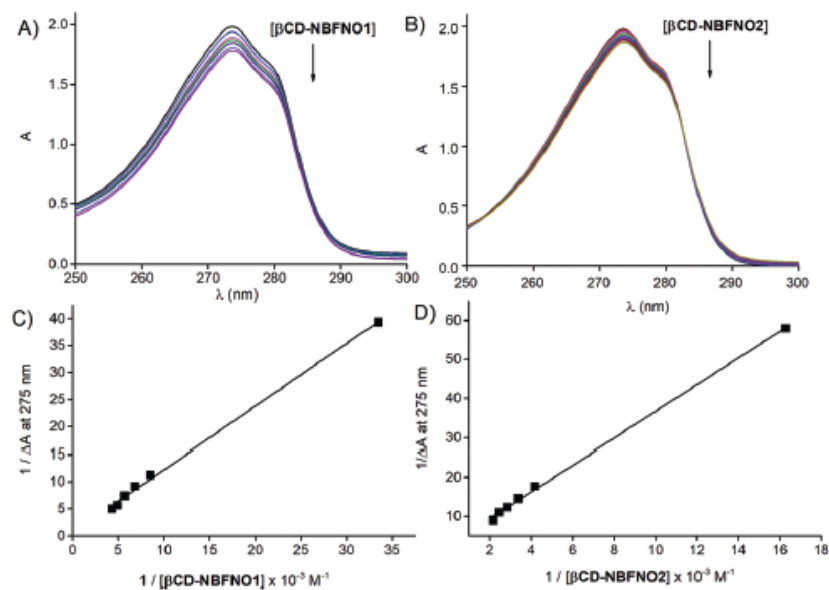 A)
[βCD-NBFNO1]
2.0
1.5
1.0
0.5
0.0
A
250 260 270 280 290 300
λ (nm)
B)
[βCD-NBFNO2]
2.0
1.5
1.0
0.5
0.0
A
250 260 270 280 290 300
λ (nm)
C)
40
35
30
25
20
15
10
5
0
1 / ΔA at 275 nm
0 5 10 15 20 25 30 35
1 / [βCD-NBFNO1] x 10⁻³ M⁻¹
D)
60
50
40
30
20
10
1/ΔA at 275 nm
2 4 6 8 10 12 14 16 18
1 / [βCD-NBFNO2] x 10⁻³ M⁻¹